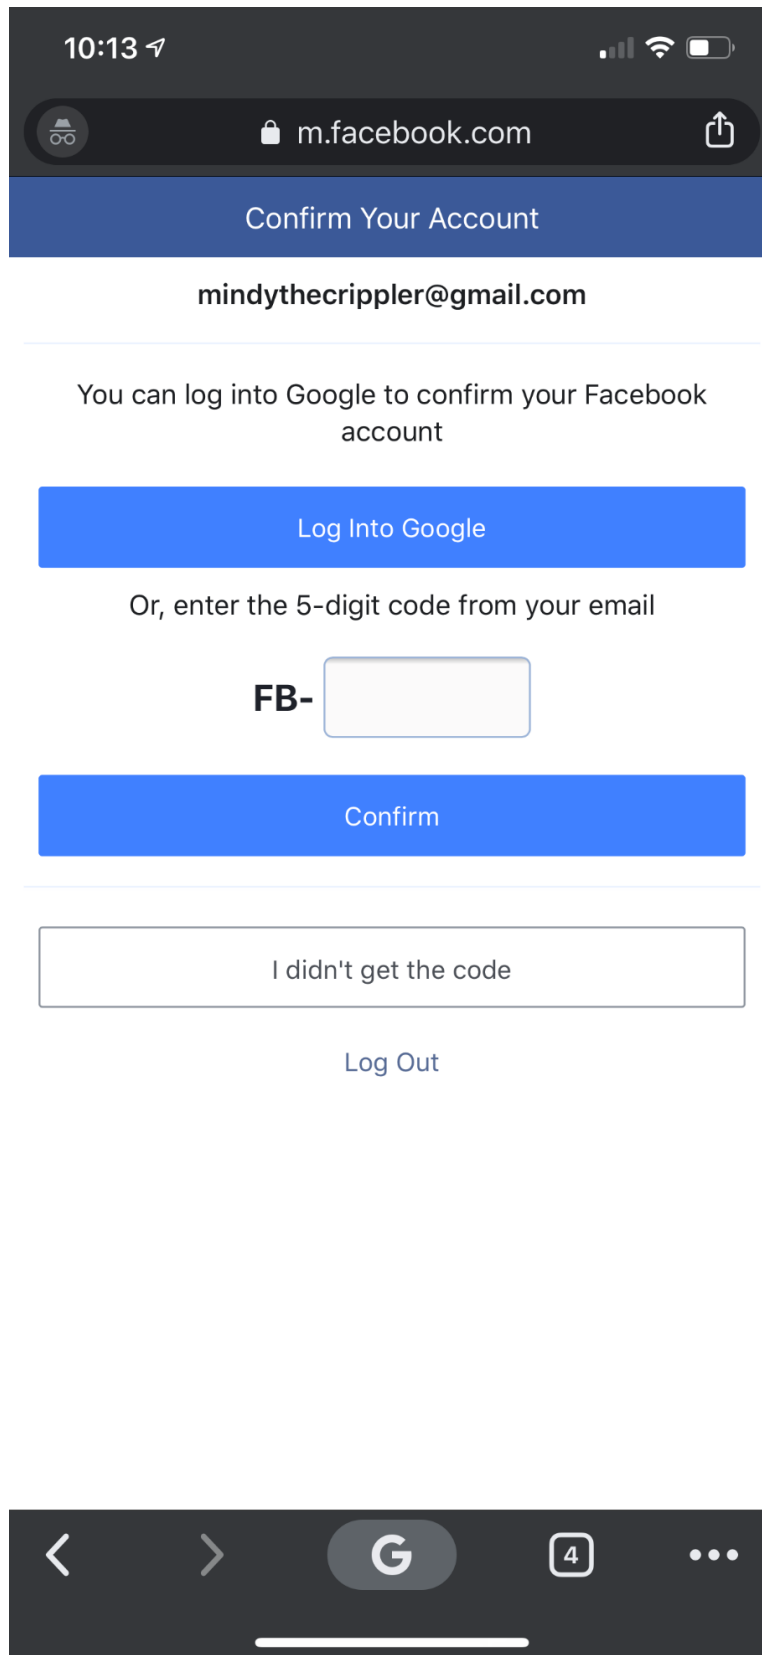 10:13
m.facebook.com
Confirm Your Account
mindythecrippler@gmail.com
You can log into Google to confirm your Facebook
account
Log Into Google
Or, enter the 5-digit code from your email
FB-
Confirm
I didn't get the code
Log Out
G
4